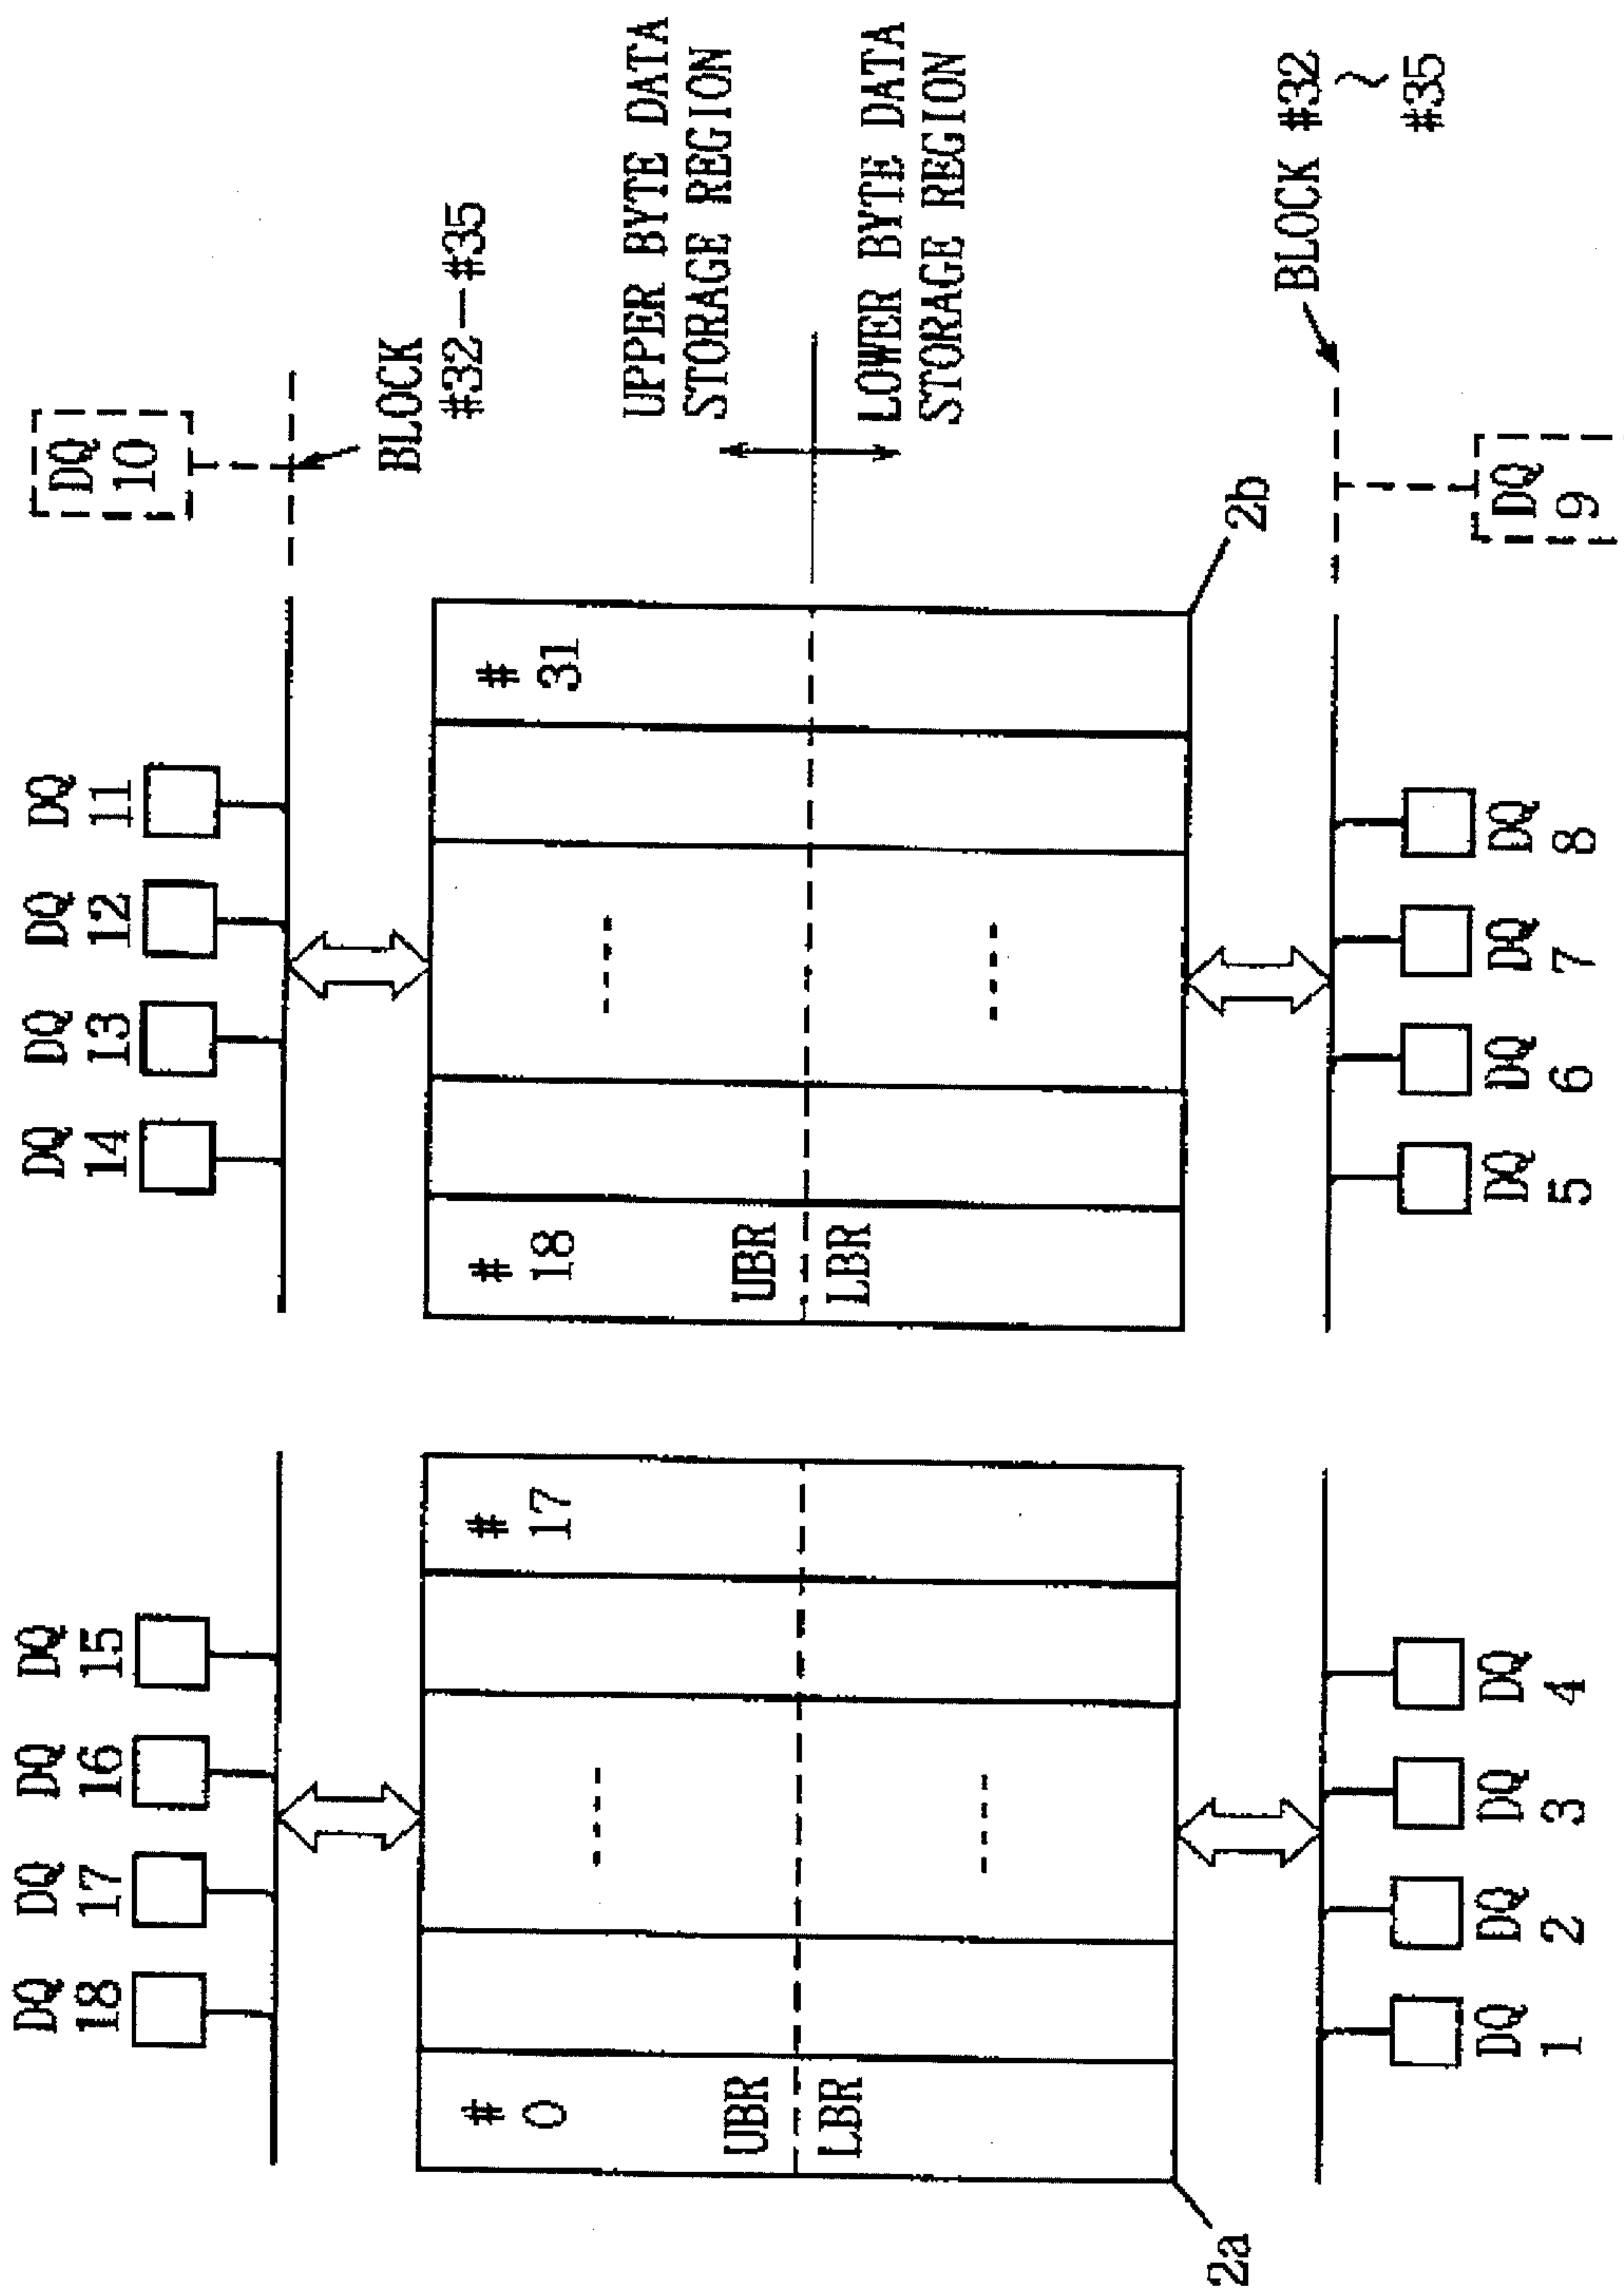 DQ
18
DQ
17
DQ
16
DQ
15
DQ
14
DQ
13
DQ
12
DQ
11
DQ
10
BLOCK
#32—#35
#
0
#
17
#
18
#
31
UBR
LBR
UBR
LBR
UPPER BYTE DATA
STORAGE REGION
LOWER BYTE DATA
STORAGE REGION
2a
2b
BLOCK #32
~
#35
DQ
1
DQ
2
DQ
3
DQ
4
DQ
5
DQ
6
DQ
7
DQ
8
DQ
9